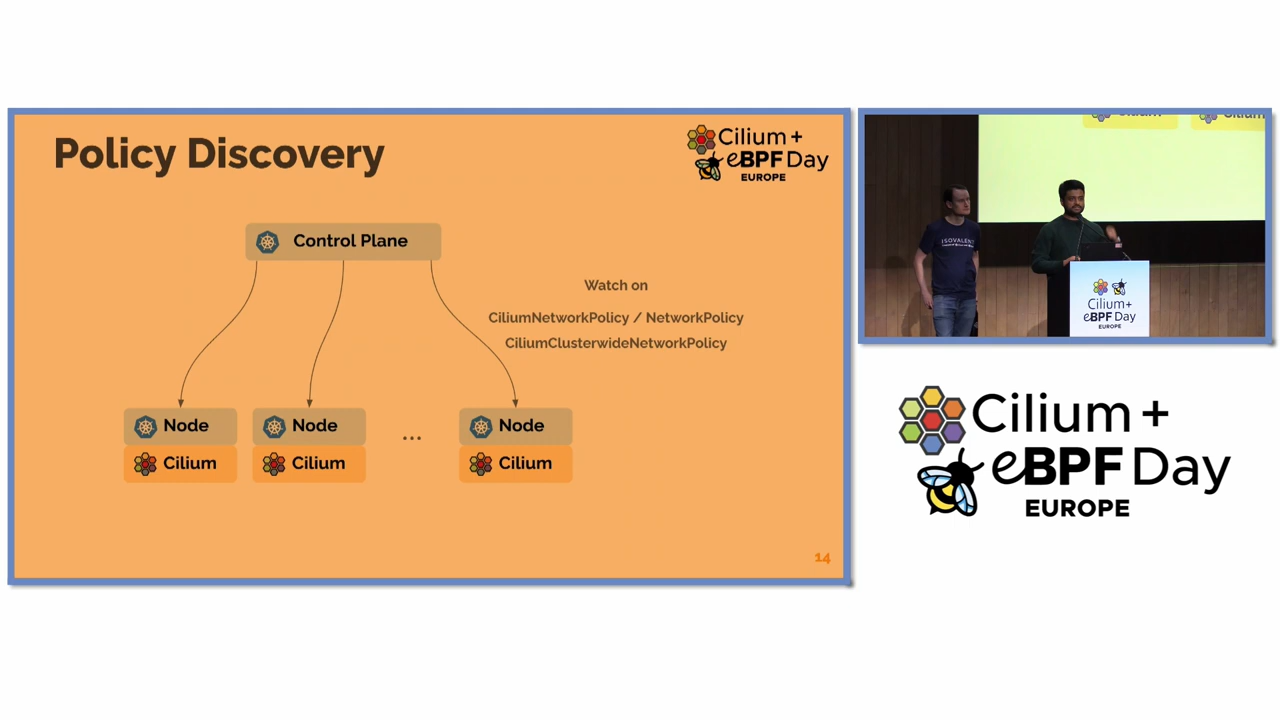 Policy Discovery
Cilium +
eBPF Day
EUROPE
Control Plane
Watch on
CiliumNetworkPolicy / NetworkPolicy
CiliumClusterwideNetworkPolicy
Node
Node
...
Node
Cilium
Cilium
Cilium
14
Cilium
ISOVALENT
Cilium+
eBPF Day
EUROPE
Cilium +
eBPF Day
EUROPE